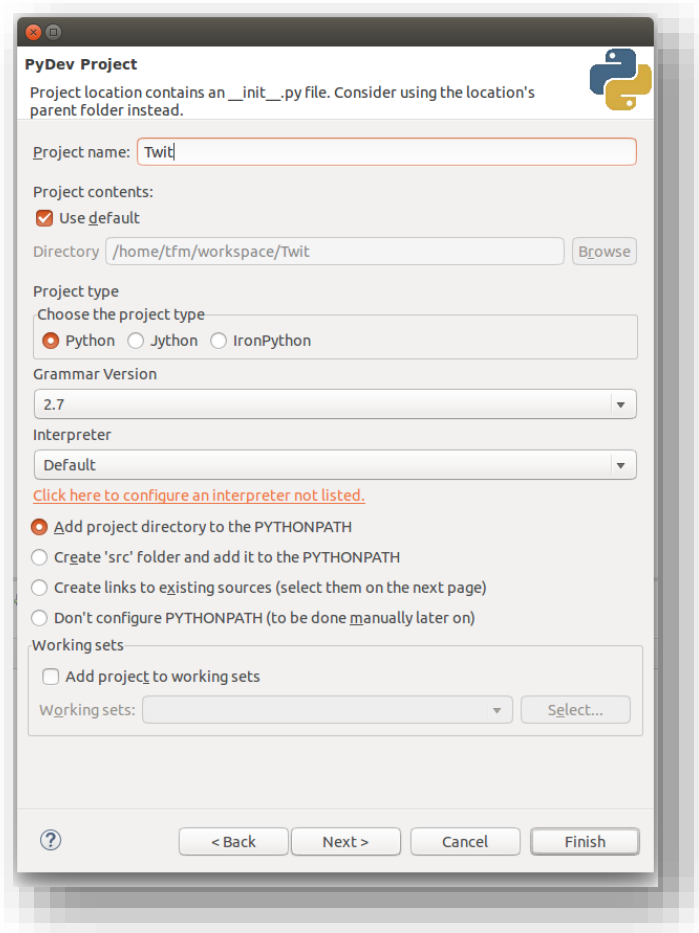 PyDev Project
Project location contains an __init__.py file. Consider using the location's
parent folder instead.
Project name: Twit
Project contents:
Use default
Directory /home/tfm/workspace/Twit Browse
Project type
Choose the project type
Python Jython IronPython
Grammar Version
2.7
Interpreter
Default
Click here to configure an interpreter not listed.
Add project directory to the PYTHONPATH
Create 'src' folder and add it to the PYTHONPATH
Create links to existing sources (select them on the next page)
Don't configure PYTHONPATH (to be done manually later on)
Working sets
Add project to working sets
Working sets: Select...
? < Back Next > Cancel Finish